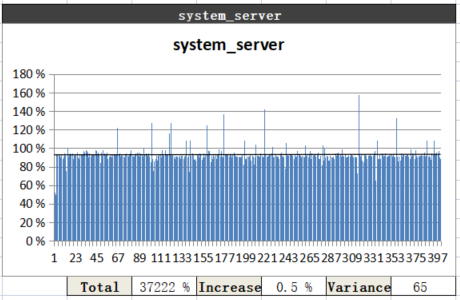 system_server
system_server
180 %
160 %
140 %
120 %
100 %
80 %
60 %
40 %
20 %
0 %
1 23 45 67 89 111 133 155 177 199 221 243 265 287 309 331 353 375 397
Total 37222 % Increase 0.5 % Variance 65